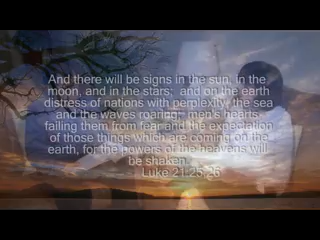 And there will be signs in the sun, in the
moon, and in the stars; and on the earth
distress of nations with perplexity, the sea
and the waves roaring; men's hearts
failing them from fear and the expectation
of those things which are coming on the
earth, for the powers of the heavens will
be shaken.
Luke 21:25,26